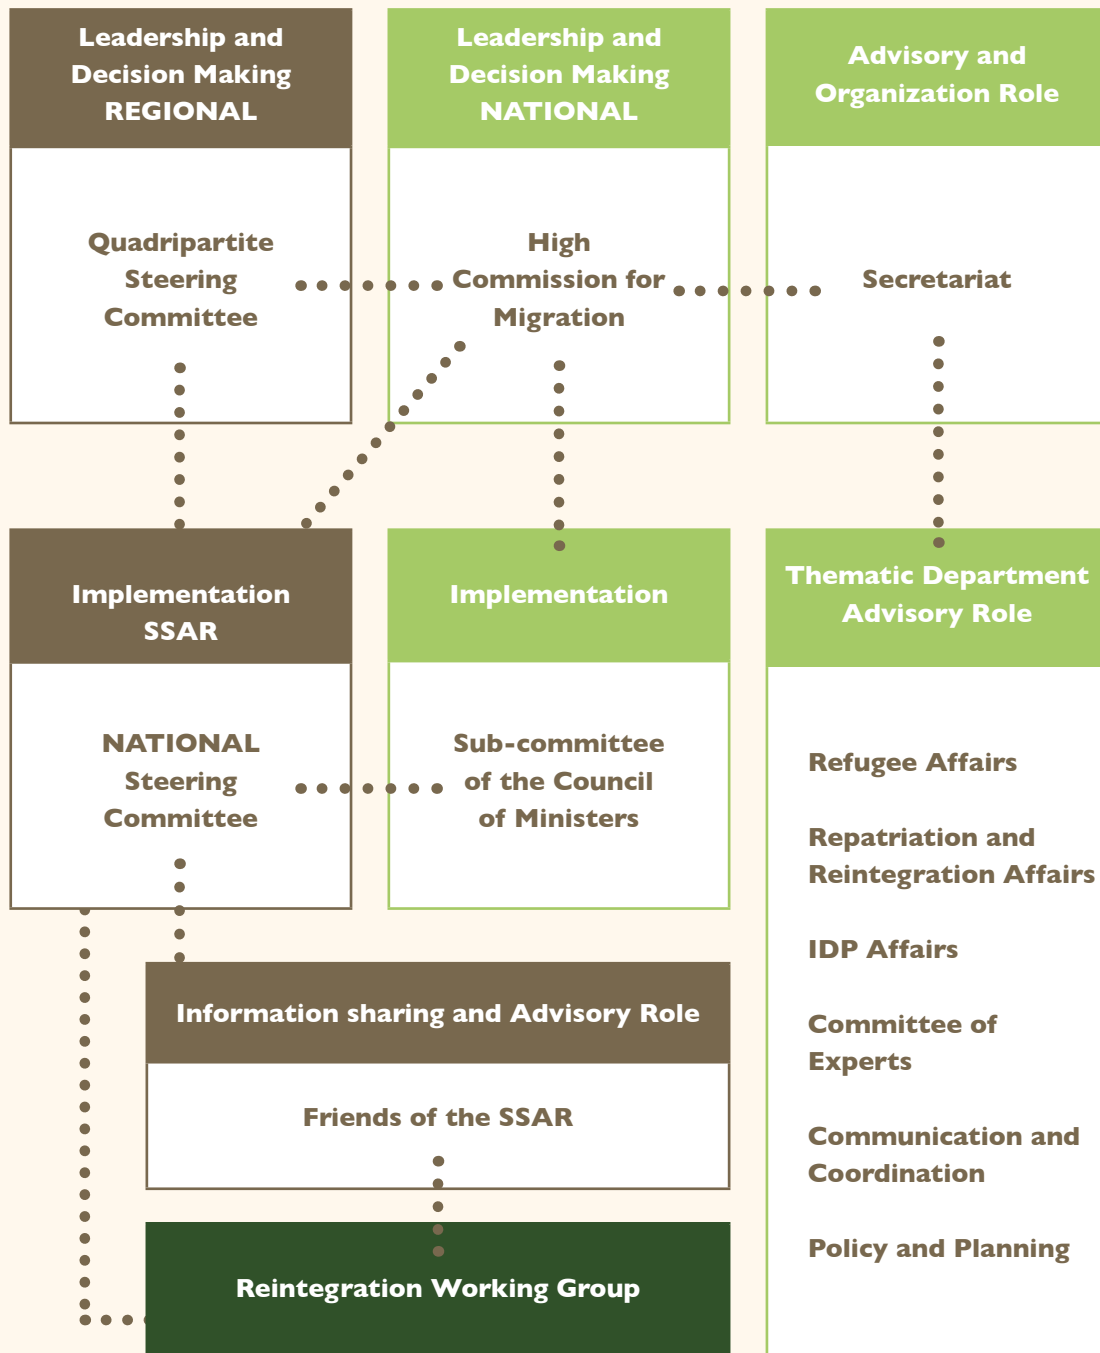 Leadership and
Decision Making
REGIONAL
Quadripartite
Steering
Committee
Leadership and
Decision Making
NATIONAL
High
Commission for
Migration
Advisory and
Organization Role
Secretariat
Implementation
SSAR
NATIONAL
Steering
Committee
Implementation
Sub-committee
of the Council
of Ministers
Thematic Department
Advisory Role
Refugee Affairs
Repatriation and
Reintegration Affairs
IDP Affairs
Committee of
Experts
Communication and
Coordination
Policy and Planning
Information sharing and Advisory Role
Friends of the SSAR
Reintegration Working Group